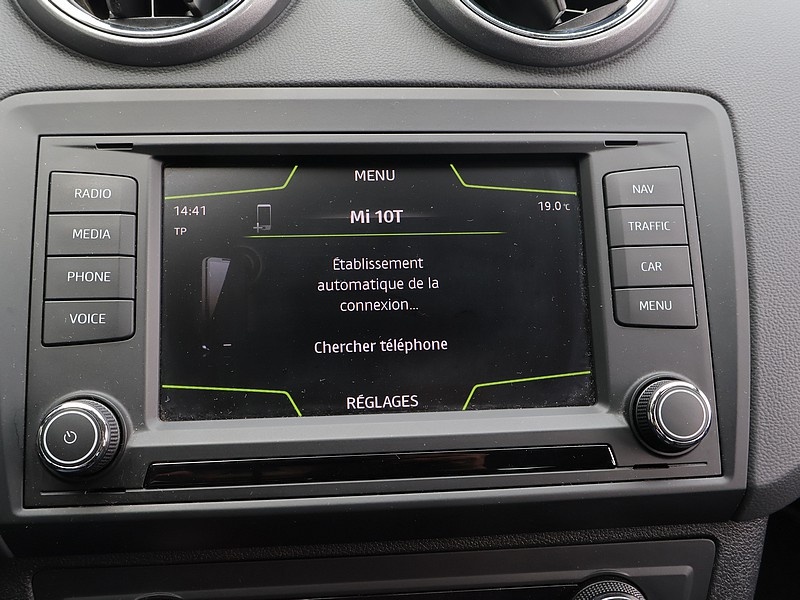 RADIO
MEDIA
PHONE
VOICE
MENU
14:41
TP
Mi 10T
19.0°C
Établissement
automatique de la
connexion...
Chercher téléphone
RÉGLAGES
NAV
TRAFFIC
CAR
MENU